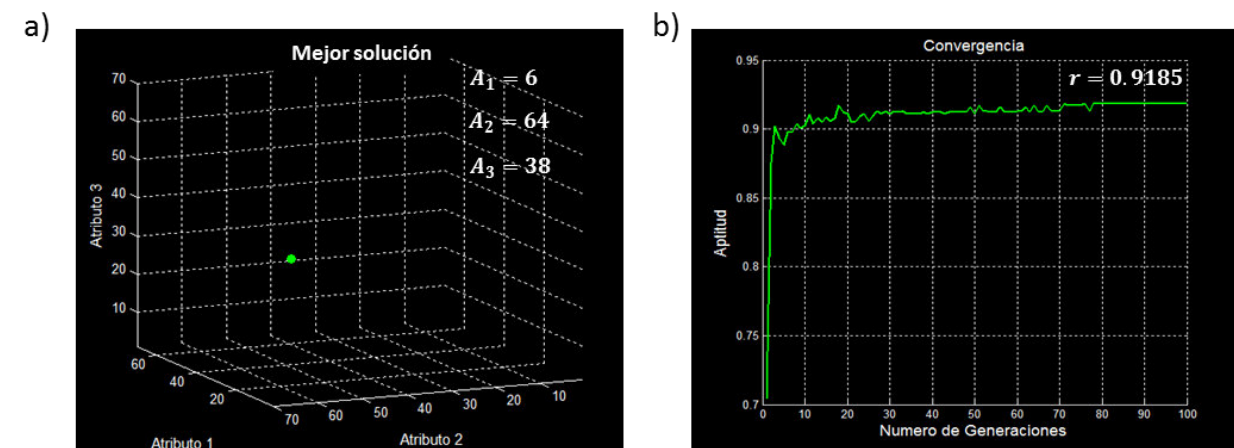 a)
Mejor solución
A₁ = 6
A₂ = 64
A₃ = 38
70
60
50
40
30
20
10
Atributo 3
60
40
20
Atributo 1
70
60
50
40
30
20
10
Atributo 2
b)
Convergencia
r = 0.9185
0.95
0.9
0.85
0.8
0.75
0.7
Aptitud
0 10 20 30 40 50 60 70 80 90 100
Numero de Generaciones